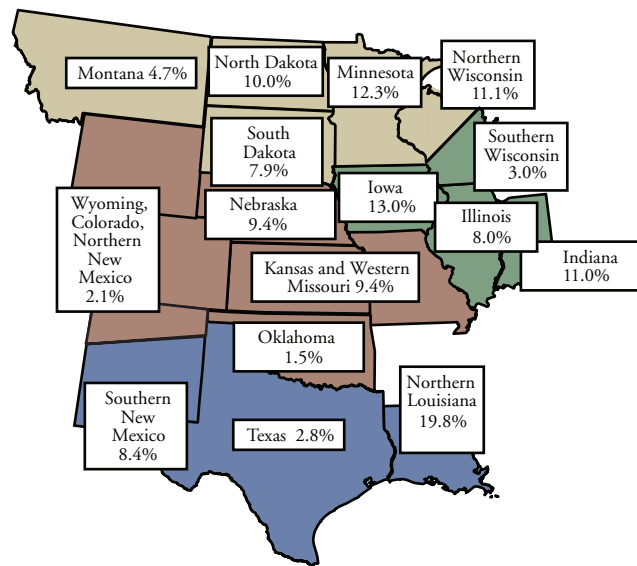 Montana 4.7%
North Dakota
10.0%
Minnesota
12.3%
Northern
Wisconsin
11.1%
South
Dakota
7.9%
Southern
Wisconsin
3.0%
Wyoming,
Colorado,
Northern
New
Mexico
2.1%
Nebraska
9.4%
Iowa
13.0%
Illinois
8.0%
Indiana
11.0%
Kansas and Western
Missouri 9.4%
Oklahoma
1.5%
Southern
New
Mexico
8.4%
Texas 2.8%
Northern
Louisiana
19.8%